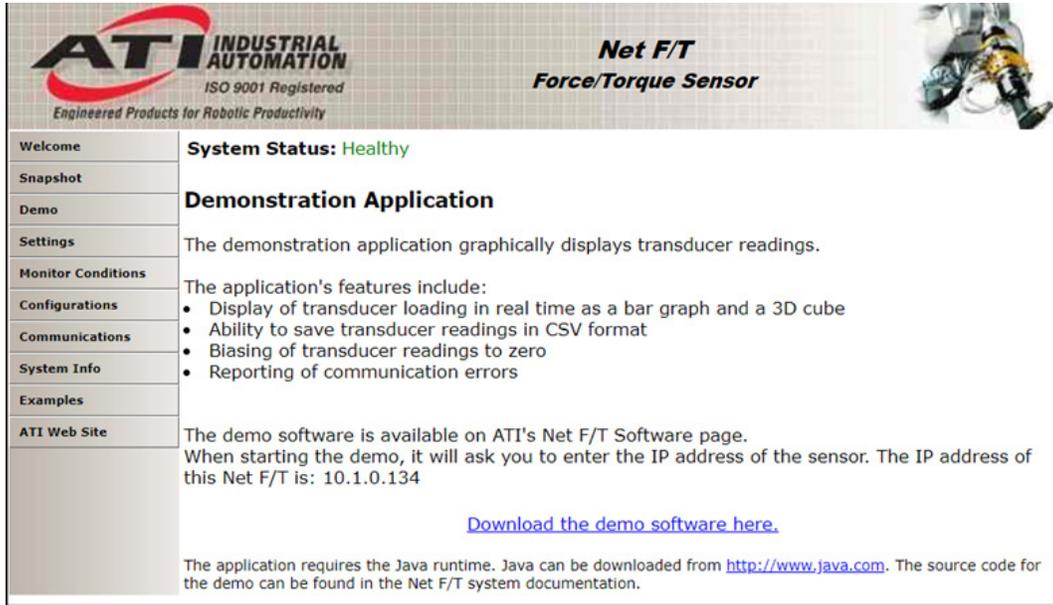 ATI INDUSTRIAL
AUTOMATION
ISO 9001 Registered
Engineered Products for Robotic Productivity
Net F/T
Force/Torque Sensor
Welcome
Snapshot
Demo
Settings
Monitor Conditions
Configurations
Communications
System Info
Examples
ATI Web Site
System Status: Healthy
Demonstration Application
The demonstration application graphically displays transducer readings.
The application's features include:
• Display of transducer loading in real time as a bar graph and a 3D cube
• Ability to save transducer readings in CSV format
• Biasing of transducer readings to zero
• Reporting of communication errors
The demo software is available on ATI's Net F/T Software page.
When starting the demo, it will ask you to enter the IP address of the sensor. The IP address of
this Net F/T is: 10.1.0.134
Download the demo software here.
The application requires the Java runtime. Java can be downloaded from http://www.java.com. The source code for
the demo can be found in the Net F/T system documentation.